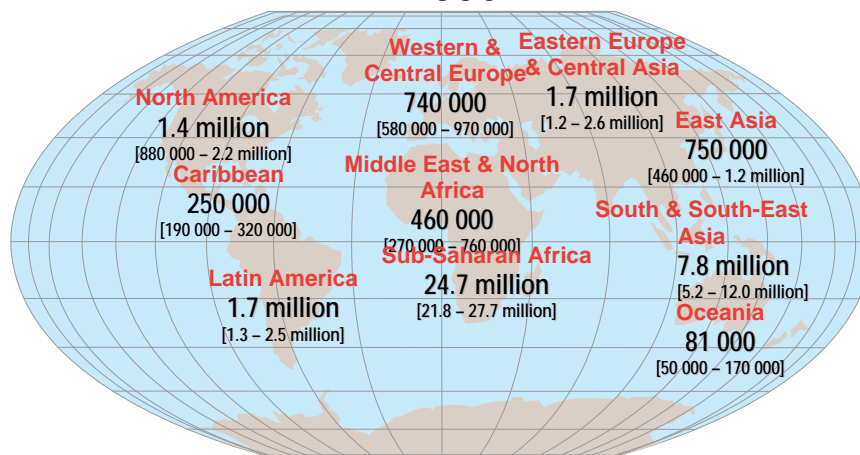 Western &
Central Europe
740 000
[580 000 – 970 000]
Eastern Europe
& Central Asia
1.7 million
[1.2 – 2.6 million]
North America
1.4 million
[880 000 – 2.2 million]
East Asia
750 000
[460 000 – 1.2 million]
Caribbean
250 000
[190 000 – 320 000]
Middle East & North
Africa
460 000
[270 000 – 760 000]
South & South-East
Asia
7.8 million
[5.2 – 12.0 million]
Sub-Saharan Africa
24.7 million
[21.8 – 27.7 million]
Latin America
1.7 million
[1.3 – 2.5 million]
Oceania
81 000
[50 000 – 170 000]